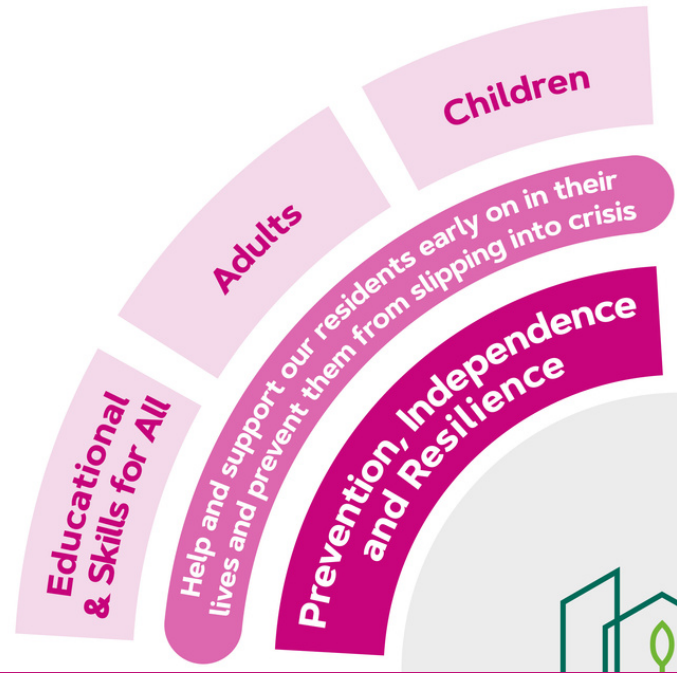 Children
Adults
Educational
& Skills for All
Help and support our residents early on in their
lives and prevent them from slipping into crisis
Prevention, Independence
and Resilience